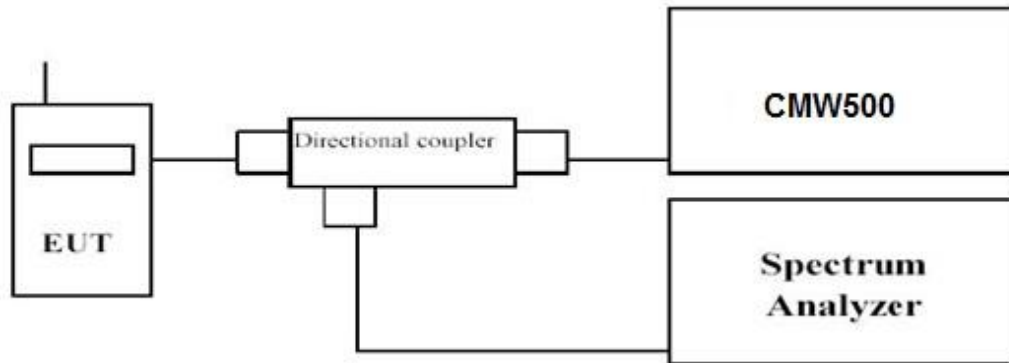 EUT
Directional coupler
CMW500
Spectrum
Analyzer